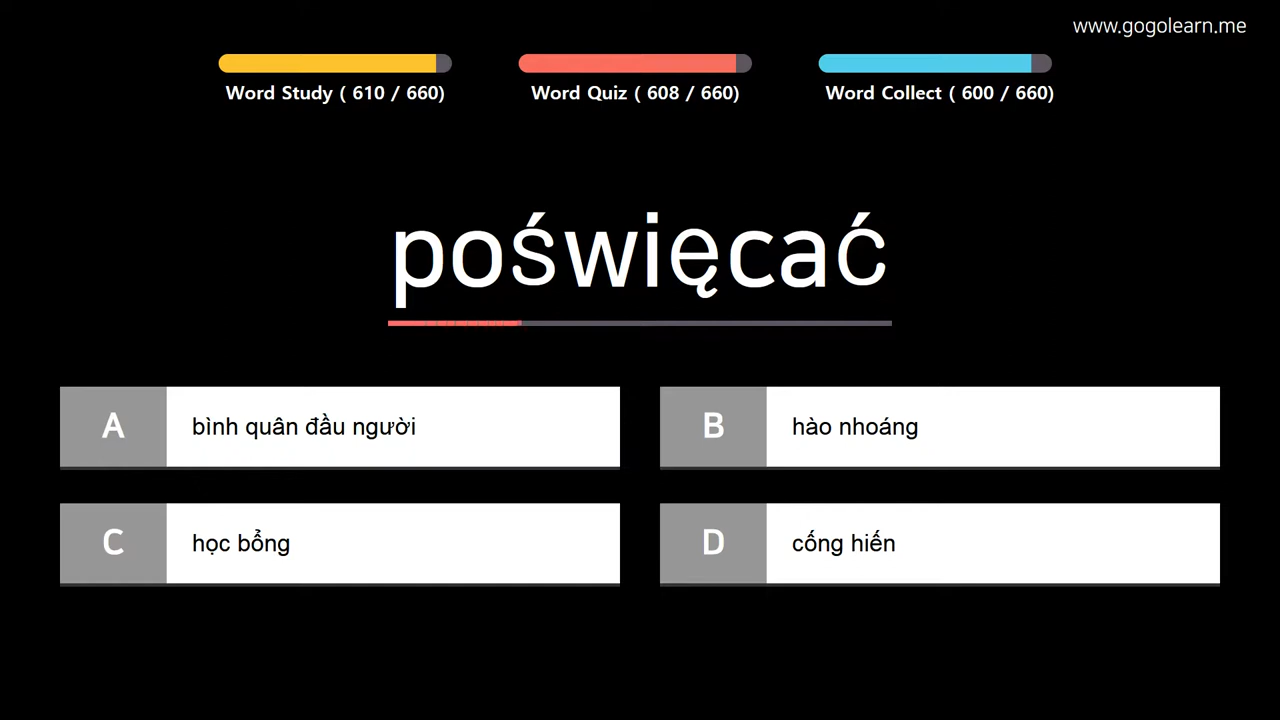 www.gogolearn.me
Word Study ( 610 / 660)
Word Quiz ( 608 / 660)
Word Collect ( 600 / 660)
poświęcać
A bình quân đầu người
B hào nhoáng
C học bổng
D cống hiến